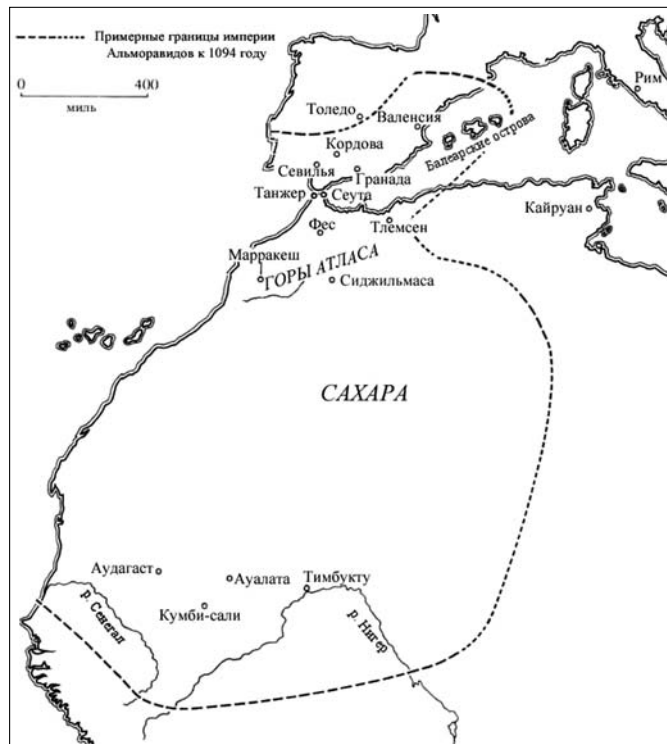 Примерные границы империи
Альморавидов к 1094 году
0 400
миль
Рим
Толедо
Валенсия
Кордова
Балеарские острова
Севилья
Гранада
Танжер
Сеута
Кайруан
Фес
Тлемсен
Марракеш
ГОРЫ АТЛАСА
Сиджильмаса
САХАРА
Аудагаст
Ауалата
Тимбукту
р. Сенегал
Кумби-сали
р. Нигер